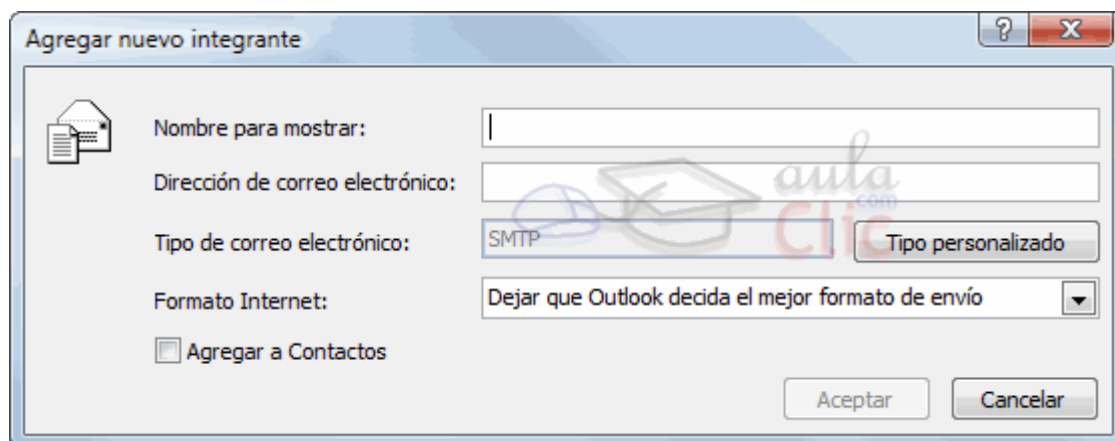 Agregar nuevo integrante
Nombre para mostrar:
Dirección de correo electrónico:
Tipo de correo electrónico: SMTP Tipo personalizado
Formato Internet: Dejar que Outlook decida el mejor formato de envío
Agregar a Contactos
Aceptar Cancelar
aula
.com
Clic